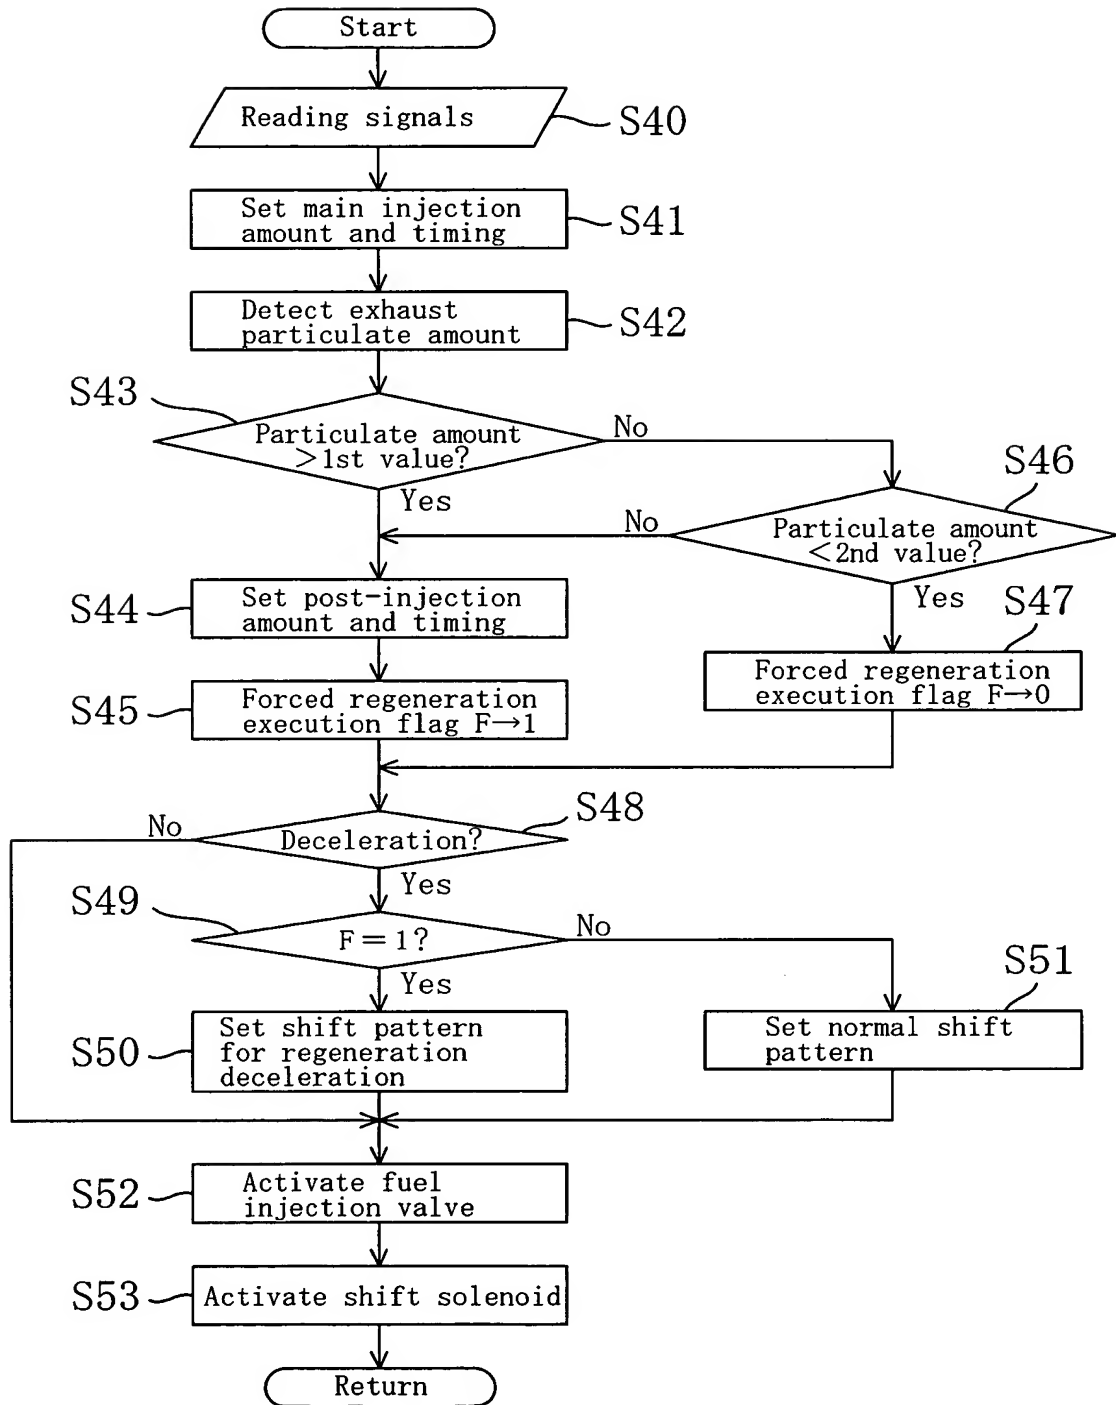 Start
Reading signals
S40
Set main injection
amount and timing
S41
Detect exhaust
particulate amount
S42
S43
Particulate amount
>1st value?
No
Yes
S46
Particulate amount
<2nd value?
No
Yes
S44
Set post-injection
amount and timing
S47
Forced regeneration
execution flag F→0
S45
Forced regeneration
execution flag F→1
S48
Deceleration?
No
Yes
S49
F=1?
No
Yes
S50
Set shift pattern
for regeneration
deceleration
S51
Set normal shift
pattern
S52
Activate fuel
injection valve
S53
Activate shift solenoid
Return